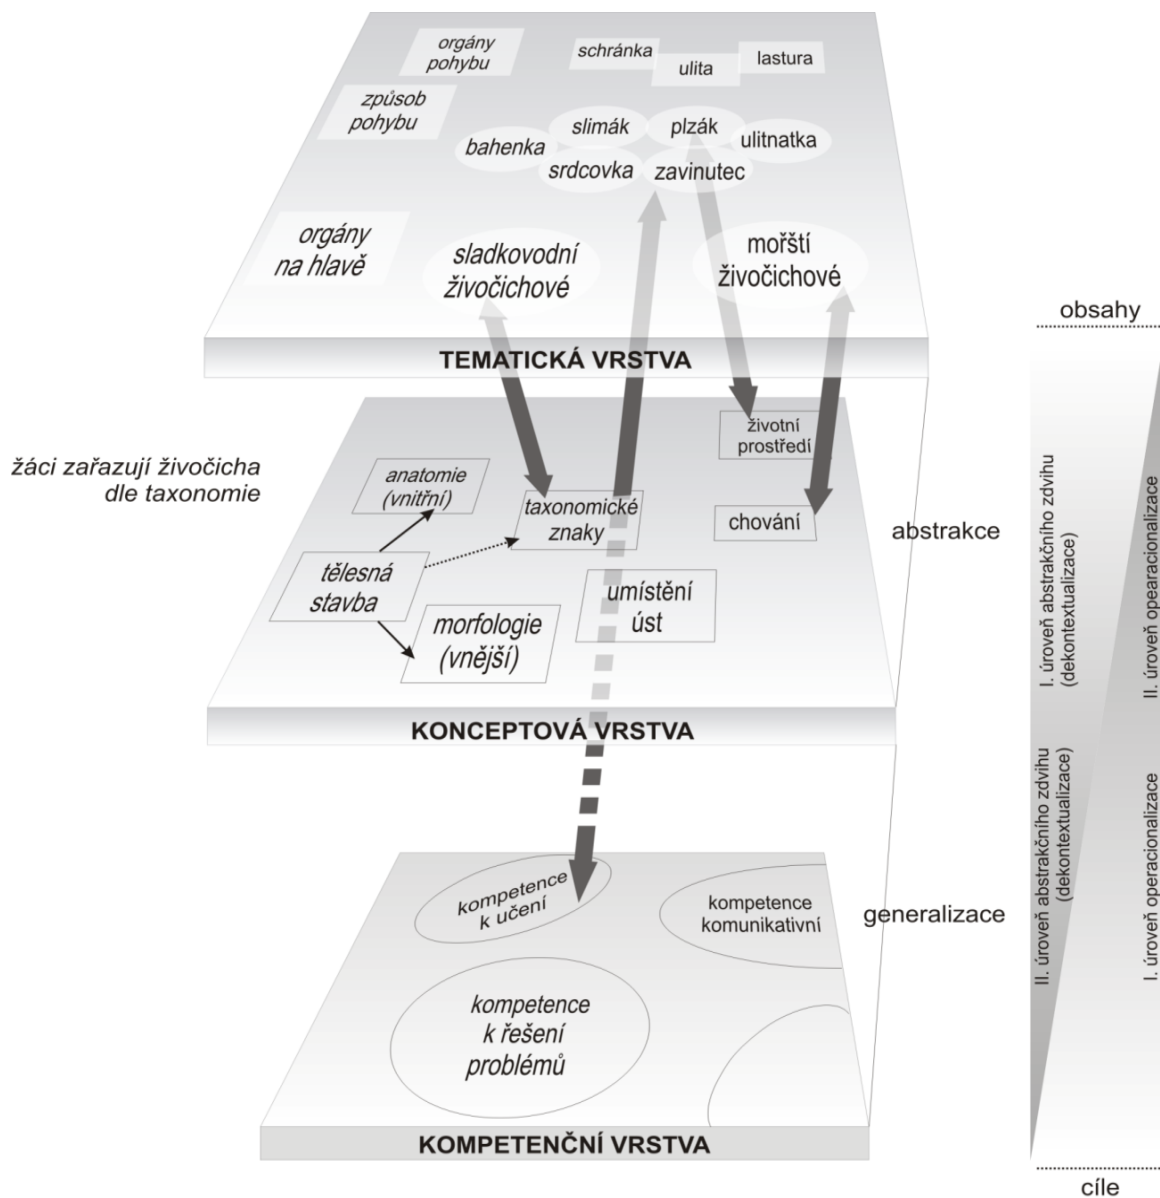 orgány
pohybu
schránka
ulita
lastura
způsob
pohybu
slimák
plzák
ulitnatka
bahenka
srdcovka
zavinutec
orgány
na hlavě
sladkovodní
živočichové
mořští
živočichové
TEMATICKÁ VRSTVA
obsahy
životní
prostředí
žáci zařazují živočicha
dle taxonomie
anatomie
(vnitřní)
taxonomické
znaky
chování
abstrakce
tělesná
stavba
umístění
úst
morfologie
(vnější)
KONCEPTOVÁ VRSTVA
I. úroveň abstrakčního zdvihu
(dekontextualizace)
II. úroveň opearacionalizace
kompetence
k učení
kompetence
komunikativní
generalizace
II. úroveň abstrakčního zdvihu
(dekontextualizace)
I. úroveň operacionalizace
kompetence
k řešení
problémů
KOMPETENČNÍ VRSTVA
cíle